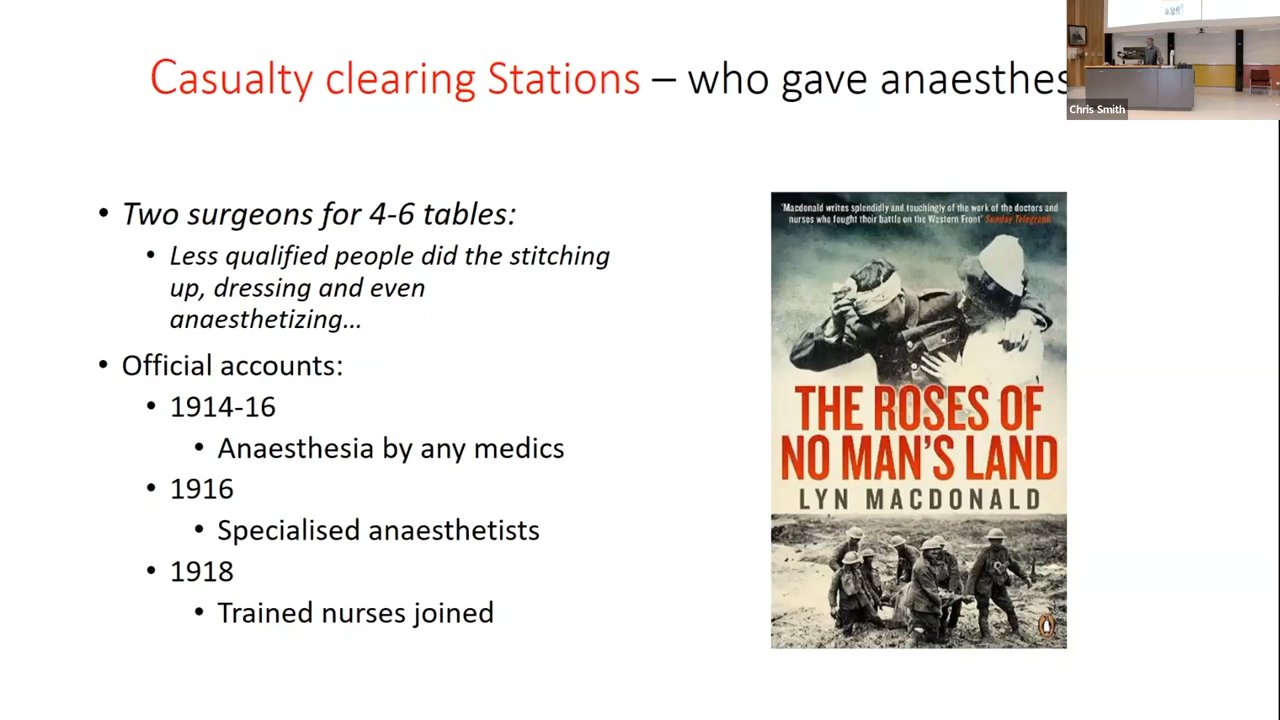 Casualty clearing Stations – who gave anaesthes
Chris Smith
• Two surgeons for 4-6 tables:
• Less qualified people did the stitching
up, dressing and even
anaesthetizing...
• Official accounts:
• 1914-16
• Anaesthesia by any medics
• 1916
• Specialised anaesthetists
• 1918
• Trained nurses joined
'Macdonald writes splendidly and touchingly of the work of the doctors and
nurses who fought their battle on the Western Front' Sunday Telegraph
THE ROSES OF
NO MAN'S LAND
LYN MACDONALD